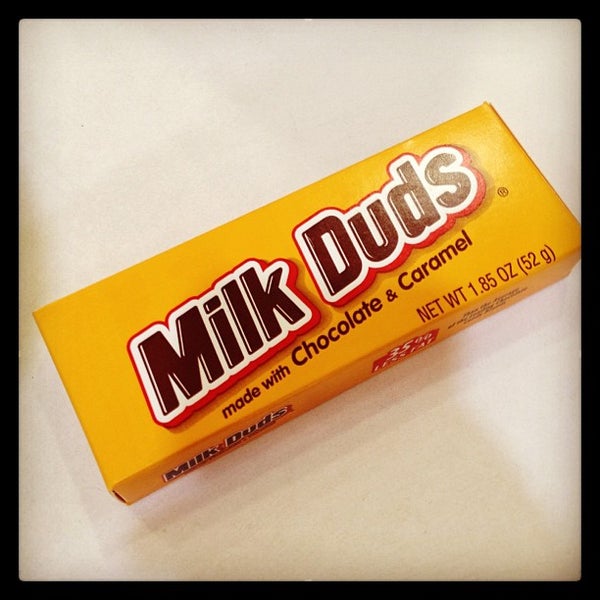 Milk Duds ®
made with Chocolate & Caramel
NET WT 1.85 OZ (52 g)
Milk Duds